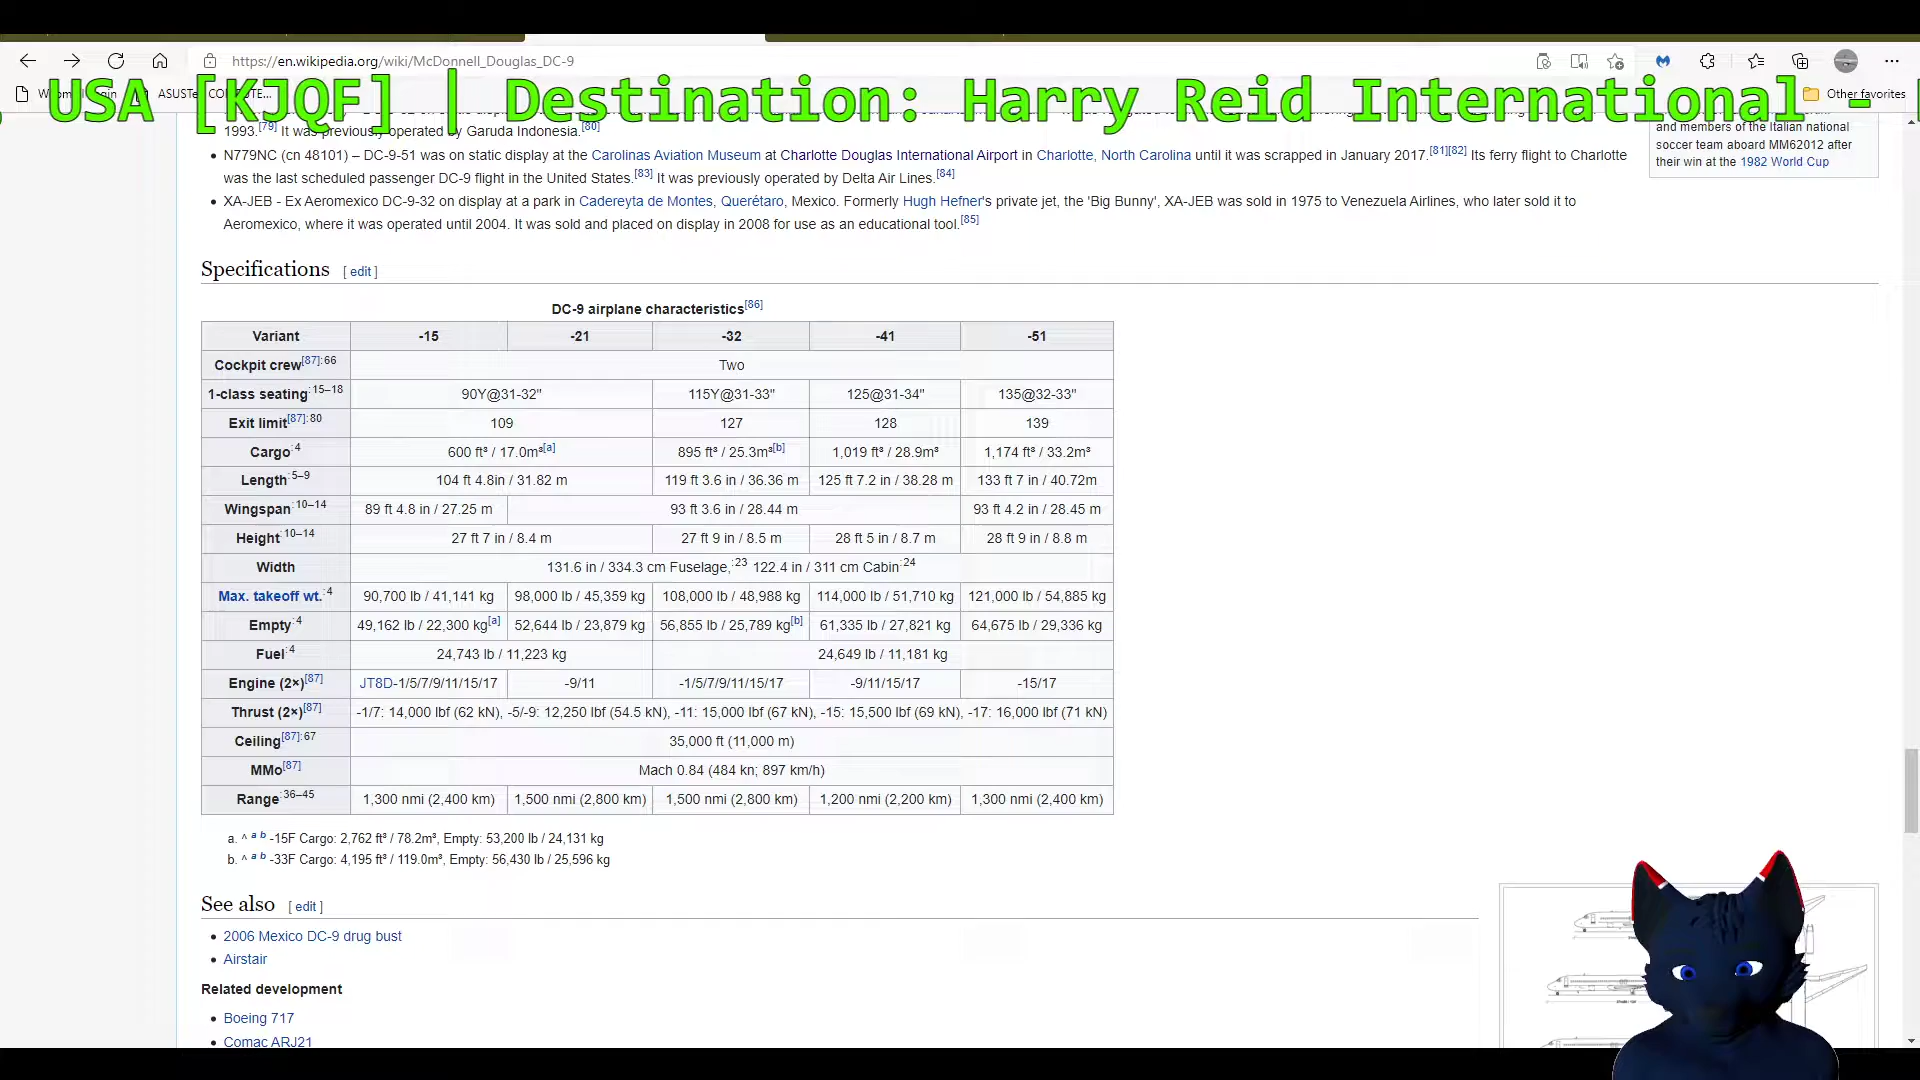 https://en.wikipedia.org/wiki/McDonnell_Douglas_DC-9
USA [KJQF] | Destination: Harry Reid International -
Other favorites
1993.[79] It was previously operated by Garuda Indonesia.[80]
and members of the Italian national
soccer team aboard MM62012 after
their win at the 1982 World Cup
• N779NC (cn 48101) – DC-9-51 was on static display at the Carolinas Aviation Museum at Charlotte Douglas International Airport in Charlotte, North Carolina until it was scrapped in January 2017.[81][82] Its ferry flight to Charlotte
was the last scheduled passenger DC-9 flight in the United States.[83] It was previously operated by Delta Air Lines.[84]
• XA-JEB - Ex Aeromexico DC-9-32 on display at a park in Cadereyta de Montes, Querétaro, Mexico. Formerly Hugh Hefner's private jet, the 'Big Bunny', XA-JEB was sold in 1975 to Venezuela Airlines, who later sold it to
Aeromexico, where it was operated until 2004. It was sold and placed on display in 2008 for use as an educational tool.[85]
Specifications [ edit ]
DC-9 airplane characteristics[86]
Variant -15 -21 -32 -41 -51
Cockpit crew[87]:66 Two
1-class seating:15–18 90Y@31-32" 115Y@31-33" 125@31-34" 135@32-33"
Exit limit[87]:80 109 127 128 139
Cargo:4 600 ft³ / 17.0m³[a] 895 ft³ / 25.3m³[b] 1,019 ft³ / 28.9m³ 1,174 ft³ / 33.2m³
Length:5–9 104 ft 4.8in / 31.82 m 119 ft 3.6 in / 36.36 m 125 ft 7.2 in / 38.28 m 133 ft 7 in / 40.72m
Wingspan:10–14 89 ft 4.8 in / 27.25 m 93 ft 3.6 in / 28.44 m 93 ft 4.2 in / 28.45 m
Height:10–14 27 ft 7 in / 8.4 m 27 ft 9 in / 8.5 m 28 ft 5 in / 8.7 m 28 ft 9 in / 8.8 m
Width 131.6 in / 334.3 cm Fuselage,:23 122.4 in / 311 cm Cabin:24
Max. takeoff wt.:4 90,700 lb / 41,141 kg 98,000 lb / 45,359 kg 108,000 lb / 48,988 kg 114,000 lb / 51,710 kg 121,000 lb / 54,885 kg
Empty:4 49,162 lb / 22,300 kg[a] 52,644 lb / 23,879 kg 56,855 lb / 25,789 kg[b] 61,335 lb / 27,821 kg 64,675 lb / 29,336 kg
Fuel:4 24,743 lb / 11,223 kg 24,649 lb / 11,181 kg
Engine (2×)[87] JT8D-1/5/7/9/11/15/17 -9/11 -1/5/7/9/11/15/17 -9/11/15/17 -15/17
Thrust (2×)[87] -1/7: 14,000 lbf (62 kN), -5/-9: 12,250 lbf (54.5 kN), -11: 15,000 lbf (67 kN), -15: 15,500 lbf (69 kN), -17: 16,000 lbf (71 kN)
Ceiling[87]:67 35,000 ft (11,000 m)
MMo[87] Mach 0.84 (484 kn; 897 km/h)
Range:36–45 1,300 nmi (2,400 km) 1,500 nmi (2,800 km) 1,500 nmi (2,800 km) 1,200 nmi (2,200 km) 1,300 nmi (2,400 km)
a. ^ a b -15F Cargo: 2,762 ft³ / 78.2m³, Empty: 53,200 lb / 24,131 kg
b. ^ a b -33F Cargo: 4,195 ft³ / 119.0m³, Empty: 56,430 lb / 25,596 kg
See also [ edit ]
• 2006 Mexico DC-9 drug bust
• Airstair
Related development
• Boeing 717
• Comac ARJ21